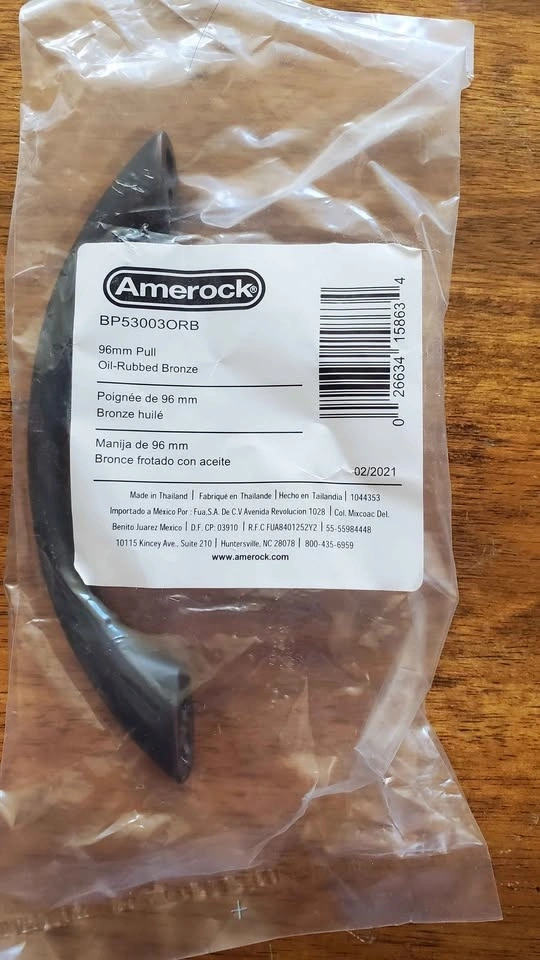 Amerock®
BP53003ORB
96mm Pull
Oil-Rubbed Bronze
Poignée de 96 mm
Bronze huilé
Manija de 96 mm
Bronce frotado con aceite
0 26634 15863 4
02/2021
Made in Thailand | Fabriqué en Thaïlande | Hecho en Tailandia | 1044353
Importado a México Por : Fua,S.A. De C.V Avenida Revolucion 1028 | Col. Mixcoac Del.
Benito Juarez Mexico | D.F. CP: 03910 | R.F.C FUA8401252Y2 | 55-55984448
10115 Kincey Ave., Suite 210 | Huntersville, NC 28078 | 800-435-6959
www.amerock.com